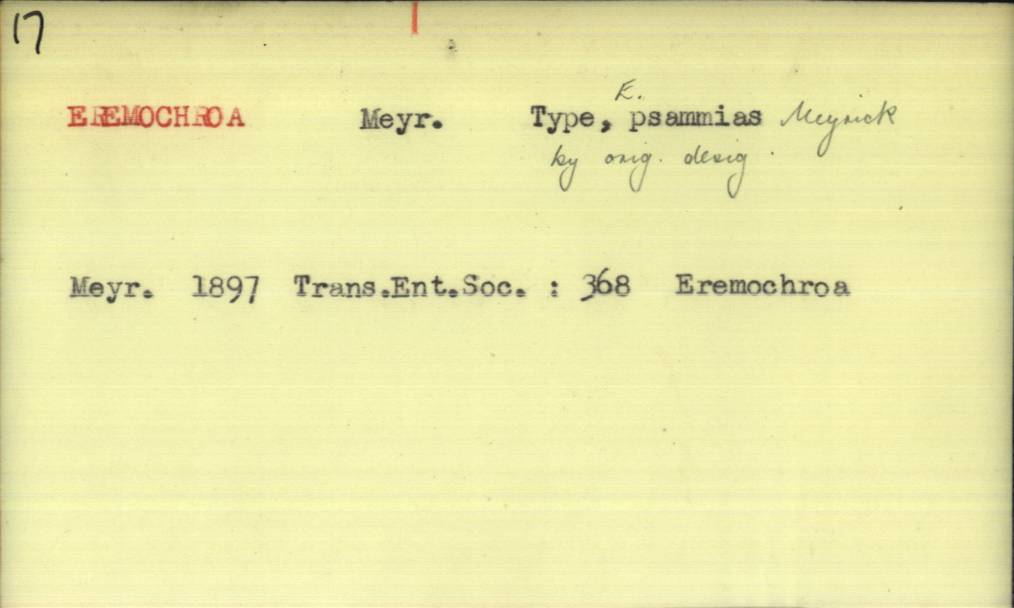 17
EREMOCHROA Meyr. Type, E. psammias Meyrick
by orig. desig.
Meyr. 1897 Trans.Ent.Soc. : 368 Eremochroa